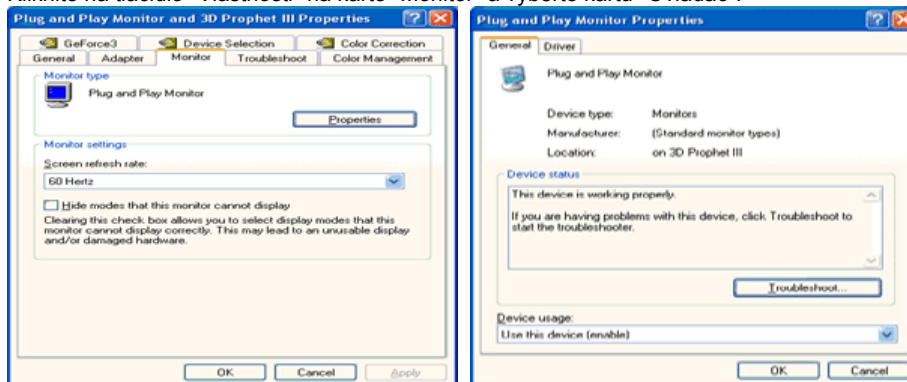 Plug and Play Monitor and 3D Prophet III Properties
GeForce3 Device Selection Color Correction
General Adapter Monitor Troubleshoot Color Management
Monitor type
Plug and Play Monitor
Properties
Monitor settings
Screen refresh rate:
60 Hertz
Hide modes that this monitor cannot display
Clearing this check box allows you to select display modes that this
monitor cannot display correctly. This may lead to an unusable display
and/or damaged hardware.
OK Cancel Apply
Plug and Play Monitor Properties
General Driver
Plug and Play Monitor
Device type: Monitors
Manufacturer: (Standard monitor types)
Location: on 3D Prophet III
Device status
This device is working properly.
If you are having problems with this device, click Troubleshoot to
start the troubleshooter.
Troubleshoot...
Device usage:
Use this device (enable)
OK Cancel